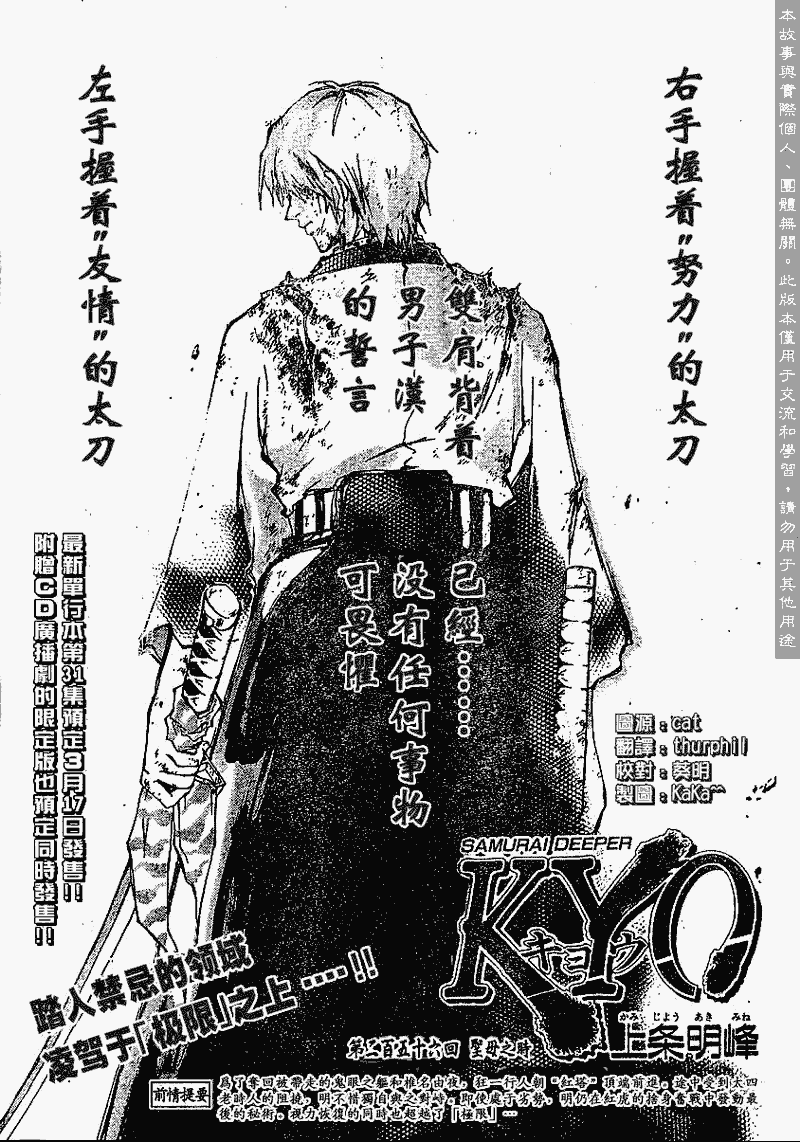 本故事與實際個人、團體無關。此版本僅用于交流和學習，請勿用于其他用途
右手握着"努力"的太刀
左手握着"友情"的太刀
雙肩背着
男子漢
的誓言
已經……
没有任何事物
可畏懼
最新單行本第31集預定3月17日發售!!
附贈CD廣播劇的限定版也預定同時發售!!
圖源:cat
翻譯:thurphil
校對:葵明
製圖:KaKa^^
SAMURAI DEEPER
KYO
キョウ
踏入禁忌的领域
凌驾于「极限」之上……!!
第二百五十六回 聖母之時
かみ じょう あき みね
上条明峰
前情提要
爲了奪回被帶走的鬼眼之軀和椎名由夜，狂一行人朝"紅塔"頂端前進，途中受到太四
老時人的阻撓，明不惜獨自與之對峙，即使處于劣勢，明仍在紅虎的捨身奮戰中發動最
後的秘術，視力恢復的同時也超越了「極限」…